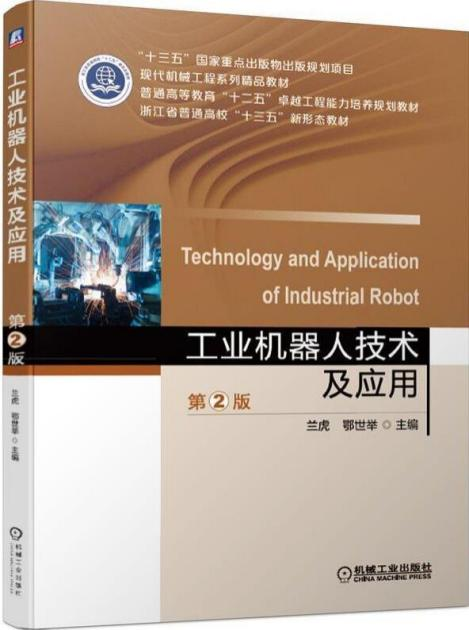 “十三五”国家重点出版物出版规划项目
现代机械工程系列精品教材
普通高等教育“十二五”卓越工程能力培养规划教材
浙江省普通高校“十三五”新形态教材
Technology and Application
of Industrial Robot
工业机器人技术
及应用
第2版
兰虎 鄂世举 主编
机械工业出版社
CHINA MACHINE PRESS
工业机器人技术及应用
第2版
兰虎 鄂世举 主编
机械工业出版社